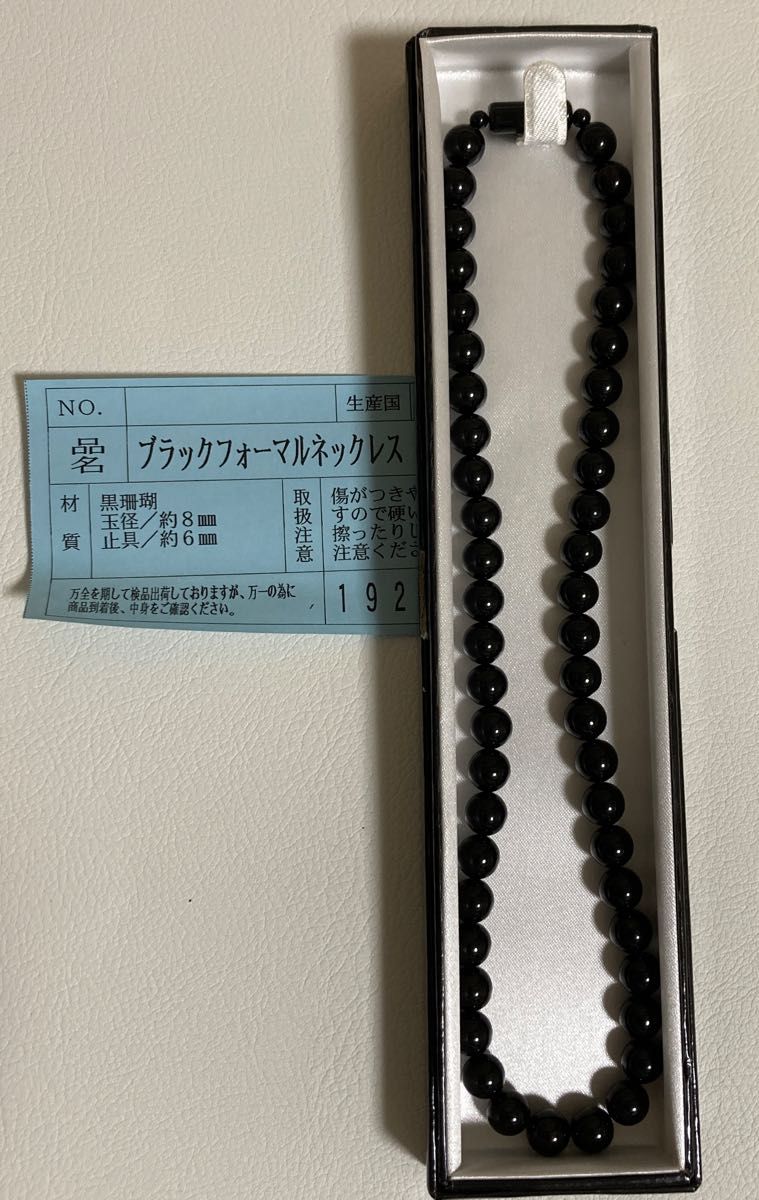 NO.
生産国
品名
ブラックフォーマルネックレス
材質
黒珊瑚
玉径/約8㎜
止具/約6㎜
取扱注意
傷がつきや
すので硬い
擦ったりし
注意くださ
万全を期して検品出荷しておりますが、万一の為に
商品到着後、中身をご確認ください。
192